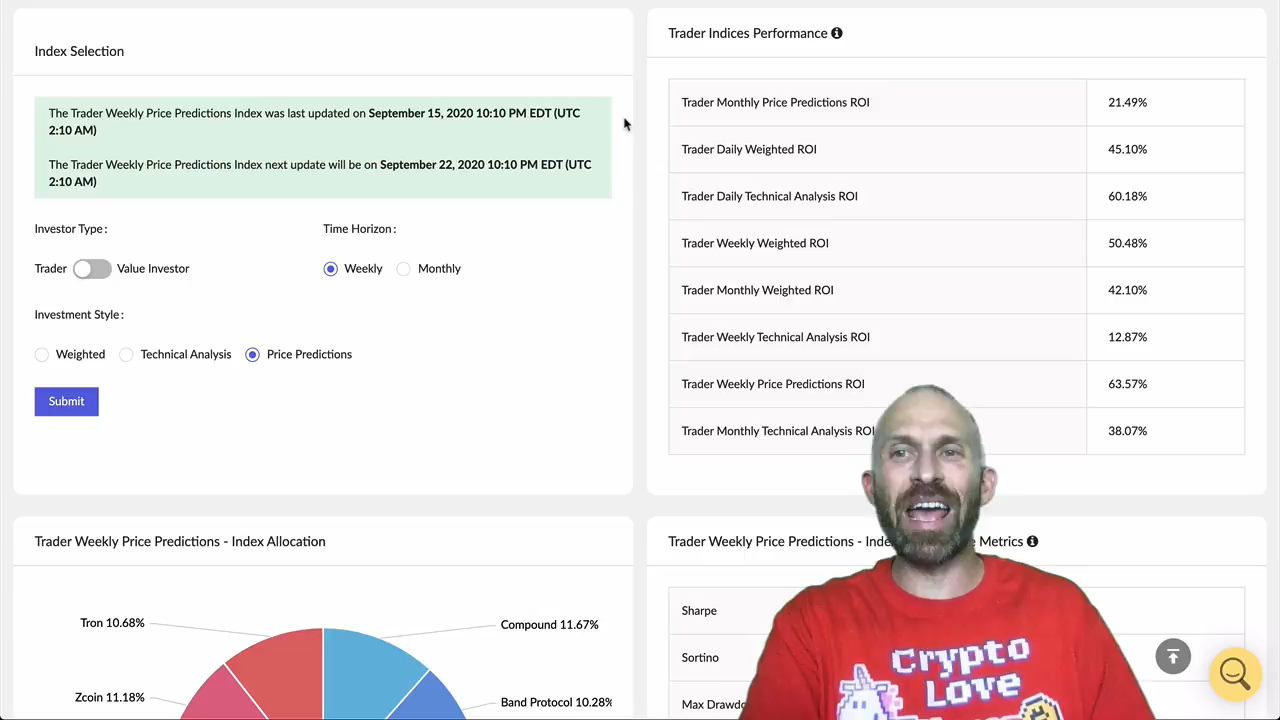 Index Selection
The Trader Weekly Price Predictions Index was last updated on September 15, 2020 10:10 PM EDT (UTC
2:10 AM)
The Trader Weekly Price Predictions Index next update will be on September 22, 2020 10:10 PM EDT (UTC
2:10 AM)
Investor Type:
Time Horizon:
Trader
Value Investor
Weekly
Monthly
Investment Style:
Weighted
Technical Analysis
Price Predictions
Submit
Trader Indices Performance
Trader Monthly Price Predictions ROI 21.49%
Trader Daily Weighted ROI 45.10%
Trader Daily Technical Analysis ROI 60.18%
Trader Weekly Weighted ROI 50.48%
Trader Monthly Weighted ROI 42.10%
Trader Weekly Technical Analysis ROI 12.87%
Trader Weekly Price Predictions ROI 63.57%
Trader Monthly Technical Analysis ROI 38.07%
Trader Weekly Price Predictions - Index Allocation
Tron 10.68%
Compound 11.67%
Zcoin 11.18%
Band Protocol 10.28%
Trader Weekly Price Predictions - Metrics
Sharpe
Sortino
Max
Crypto
Love